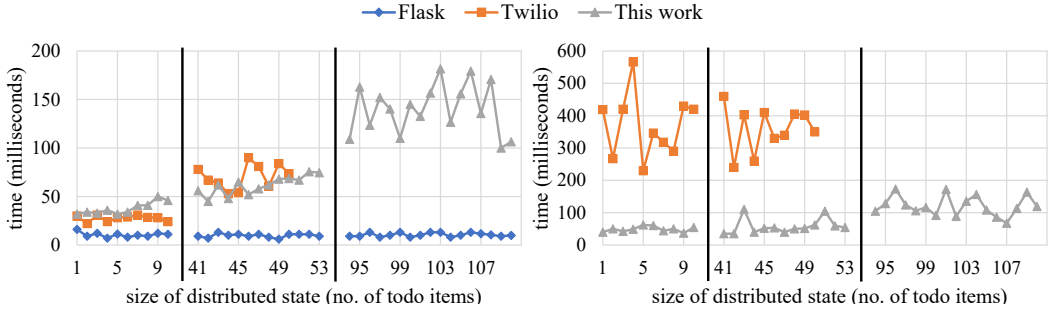 Flask Twilio This work
200
150
100
50
0
time (milliseconds)
1 5 9 41 45 49 53 95 99 103 107
size of distributed state (no. of todo items)
600
500
400
300
200
100
0
time (milliseconds)
1 5 9 41 45 49 53 95 99 103 107
size of distributed state (no. of todo items)